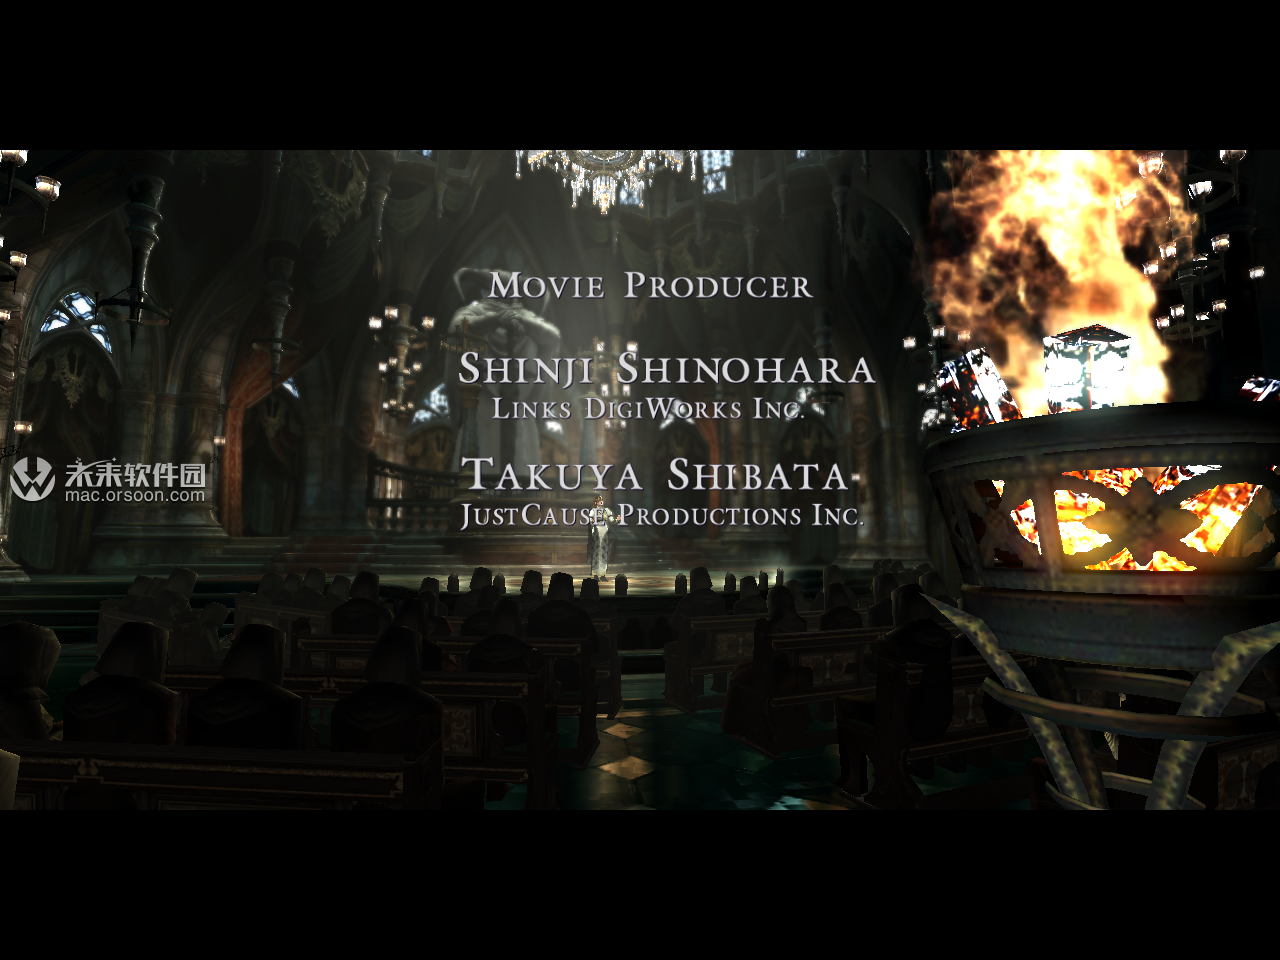 Movie Producer
Shinji Shinohara
Links DigiWorks Inc.
Takuya Shibata
JustCause Productions Inc.
未来软件园
mac.orsoon.com